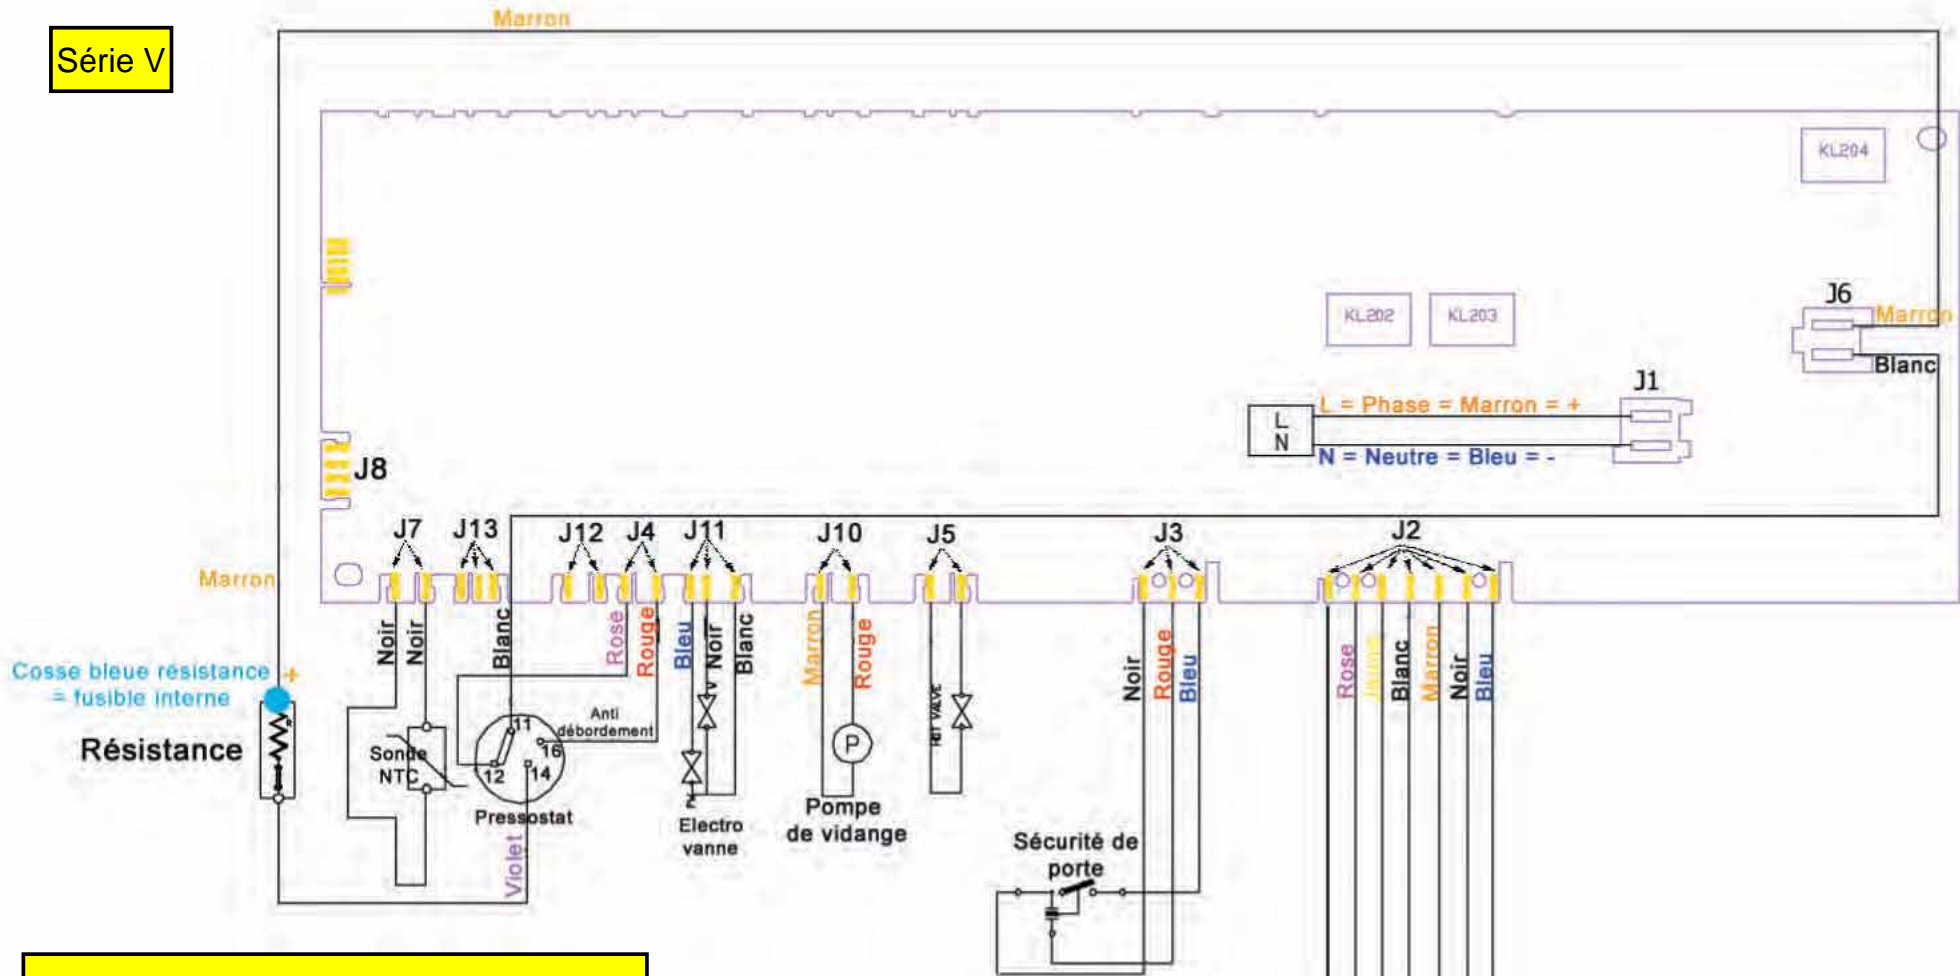 Marron
Série V
KL204
J6
KL202
KL203
Marron
J1
Blanc
L = Phase = Marron = +
L
N
N = Neutre = Bleu = -
J8
J7
J13
J12
J4
J11
J10
J5
J3
J2
Marron
Noir
Noir
Blanc
Rose
Rouge
Bleu
Noir
Blanc
Marron
Rouge
Noir
Rouge
Bleu
Rose
Jaune
Blanc
Marron
Noir
Bleu
Cosse bleue résistance +
= fusible interne
Résistance
Sonde
NTC
11
12
14
16
Anti
débordement
Pressostat
Violet
V
PV
Electro
vanne
P
Pompe
de vidange
HOT VALVE
Sécurité de
porte